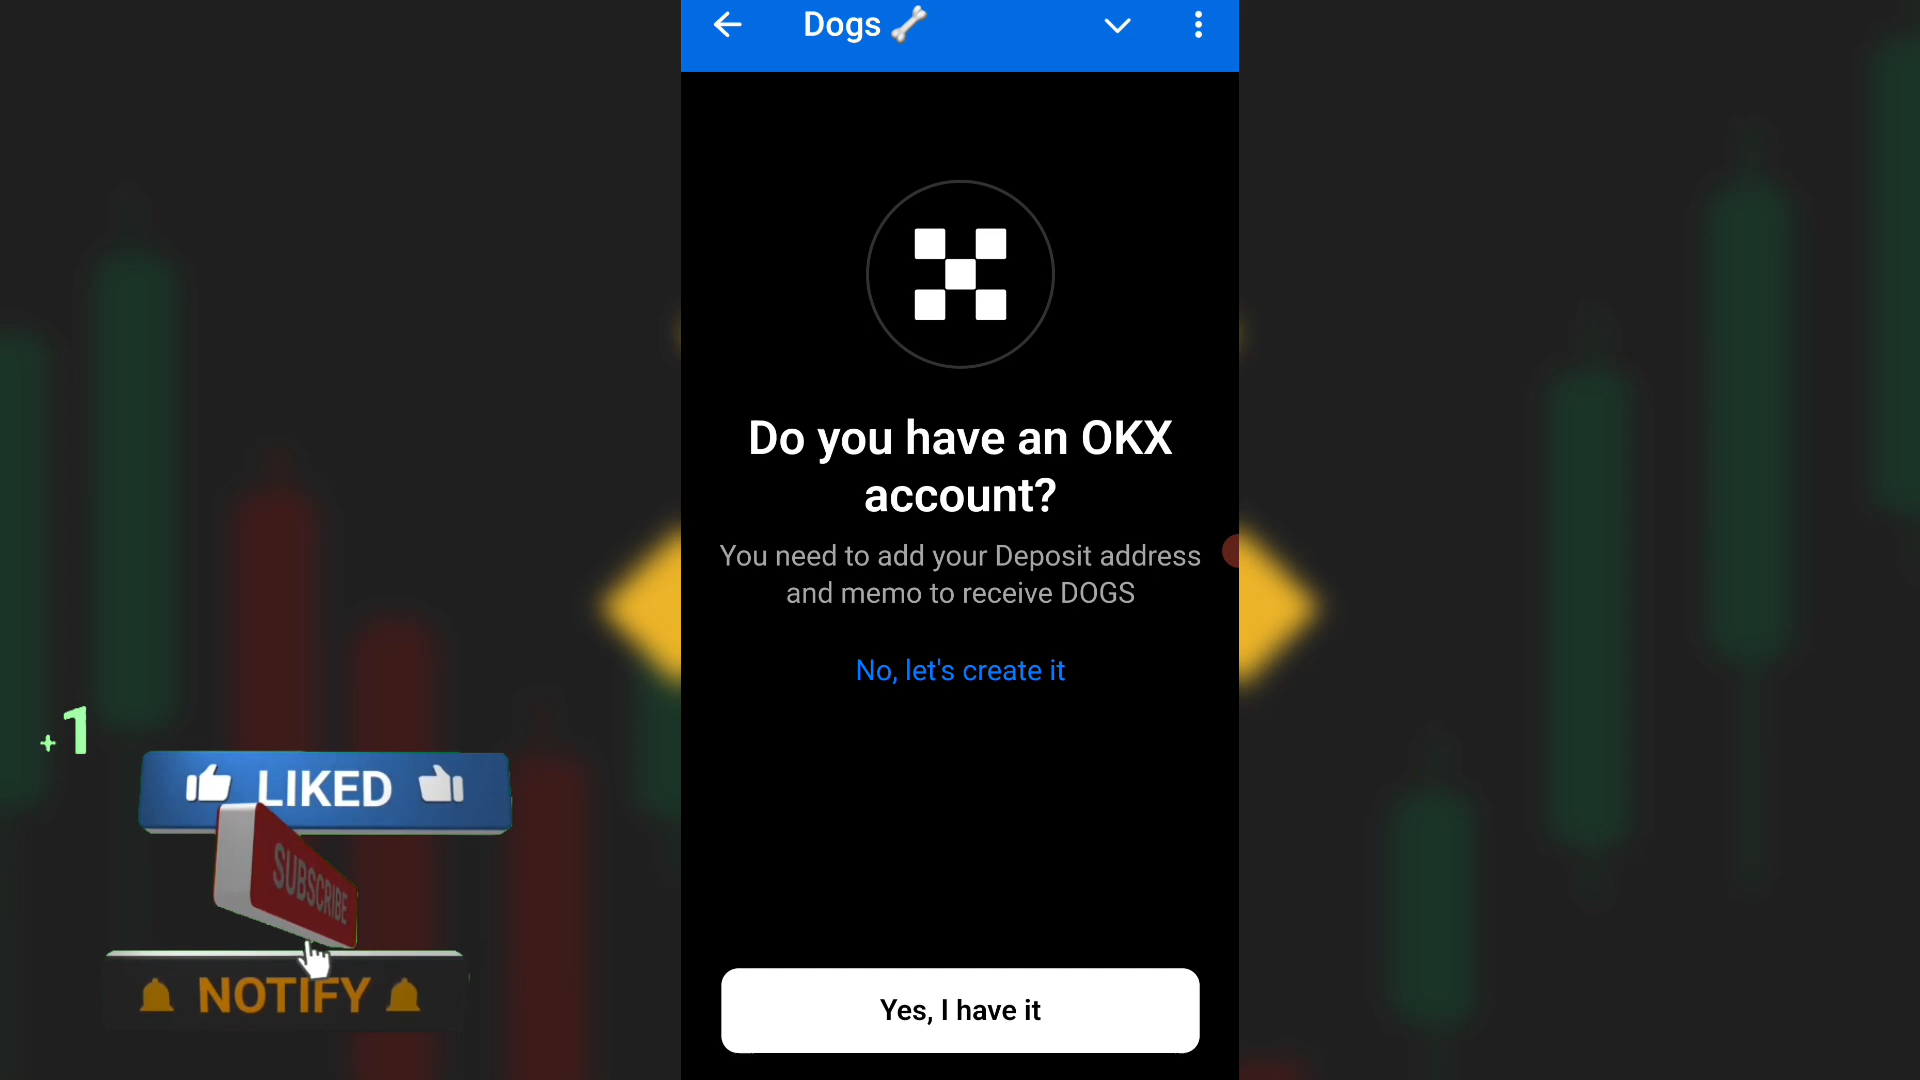 Dogs 🦴
Do you have an OKX
account?
You need to add your Deposit address
and memo to receive DOGS
No, let's create it
Yes, I have it
+1
LIKED
SUBSCRIBE
NOTIFY